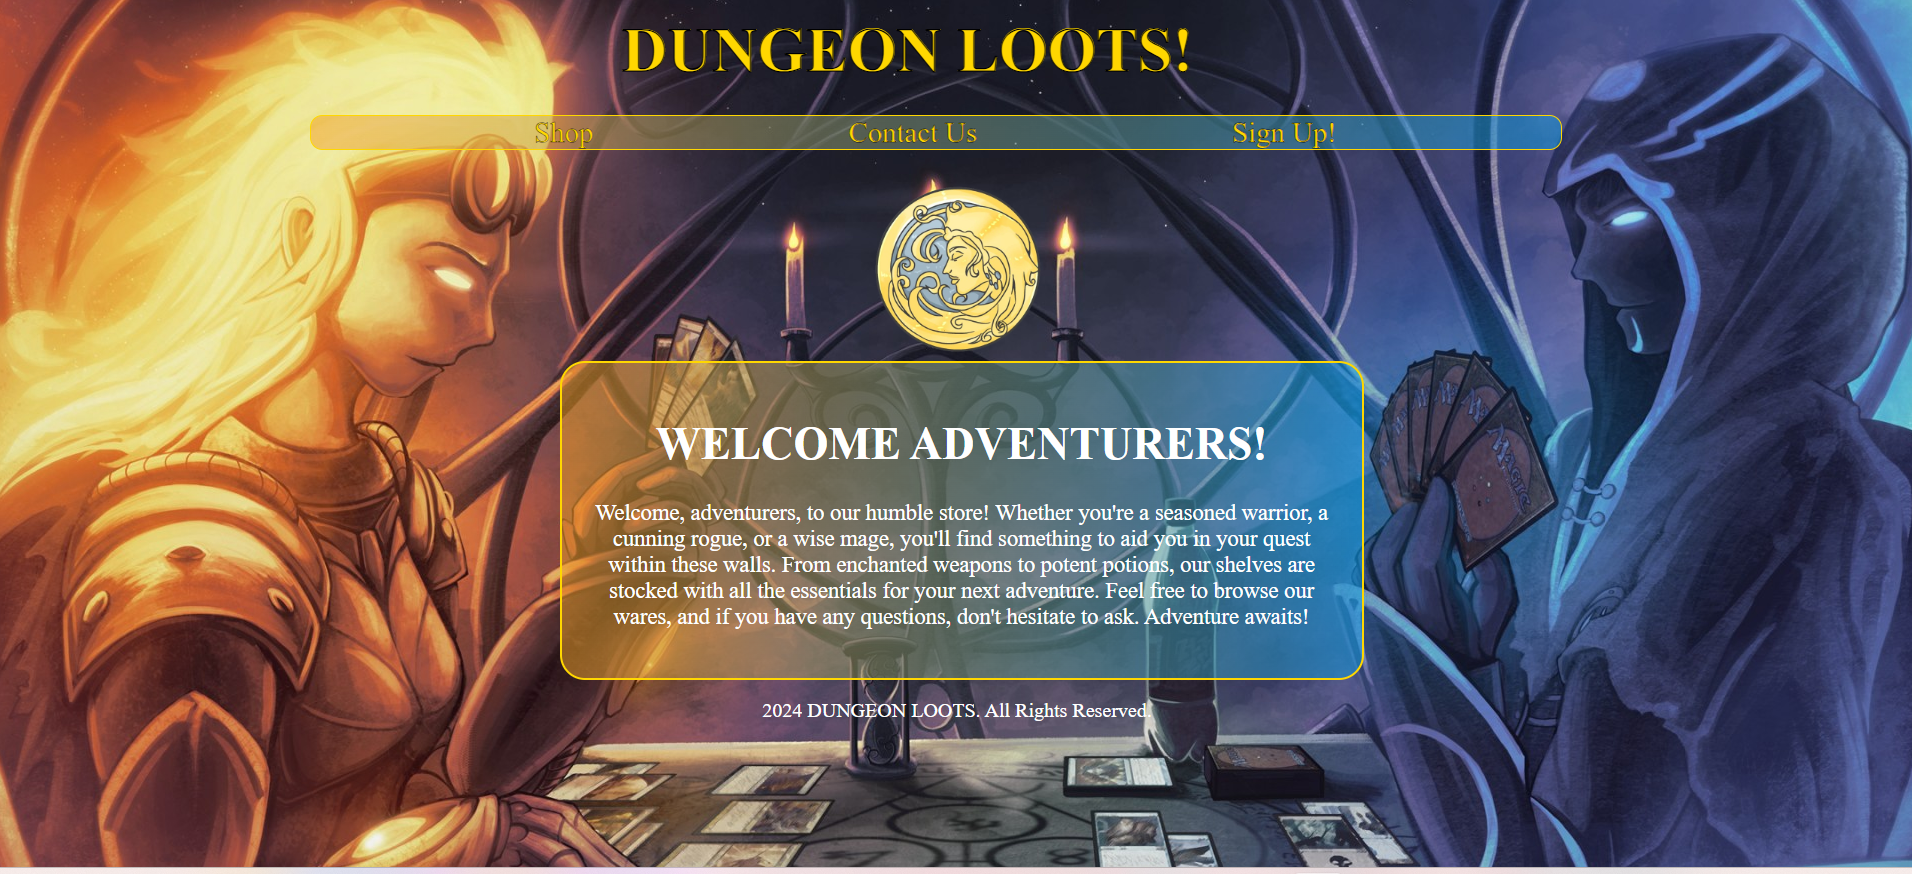 DUNGEON LOOTS!
Shop
Contact Us
Sign Up!
WELCOME ADVENTURERS!
Welcome, adventurers, to our humble store! Whether you're a seasoned warrior, a
cunning rogue, or a wise mage, you'll find something to aid you in your quest
within these walls. From enchanted weapons to potent potions, our shelves are
stocked with all the essentials for your next adventure. Feel free to browse our
wares, and if you have any questions, don't hesitate to ask. Adventure awaits!
2024 DUNGEON LOOTS. All Rights Reserved.
MAGIC